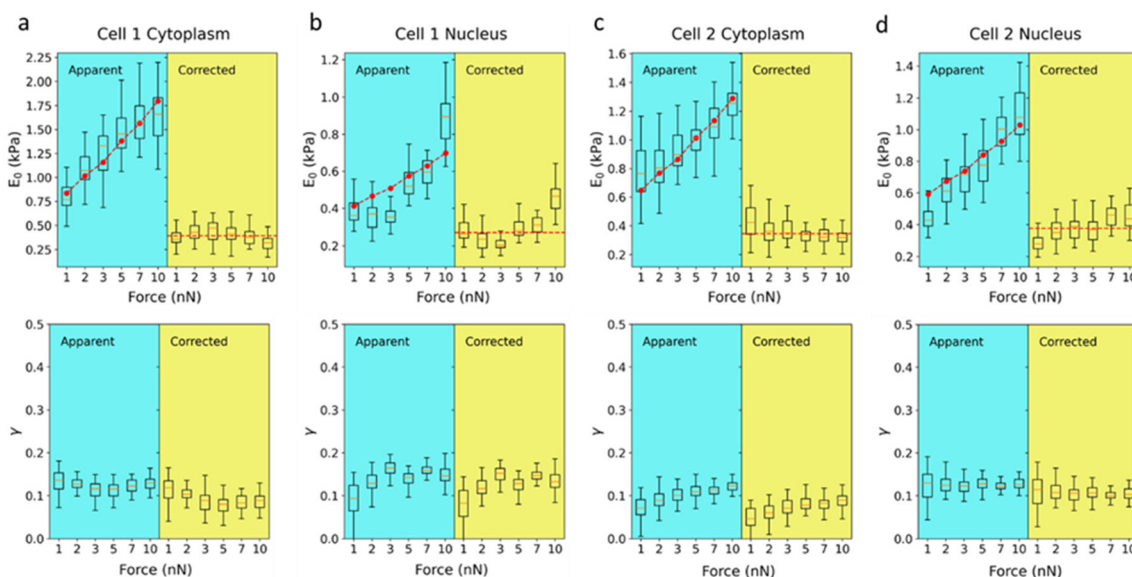 a b c d
Cell 1 Cytoplasm Cell 1 Nucleus Cell 2 Cytoplasm Cell 2 Nucleus
Apparent Corrected Apparent Corrected Apparent Corrected Apparent Corrected
E0 (kPa) E0 (kPa) E0 (kPa) E0 (kPa)
2.25 2.00 1.75 1.50 1.25 1.00 0.75 0.50 0.25
1.2 1.0 0.8 0.6 0.4 0.2
1.6 1.4 1.2 1.0 0.8 0.6 0.4 0.2
1.4 1.2 1.0 0.8 0.6 0.4 0.2
1 2 3 5 7 10 1 2 3 5 7 10 1 2 3 5 7 10 1 2 3 5 7 10 1 2 3 5 7 10 1 2 3 5 7 10 1 2 3 5 7 10 1 2 3 5 7 10
Force (nN) Force (nN) Force (nN) Force (nN)
Apparent Corrected Apparent Corrected Apparent Corrected Apparent Corrected
γ γ γ γ
0.5 0.4 0.3 0.2 0.1 0.0
0.5 0.4 0.3 0.2 0.1 0.0
0.5 0.4 0.3 0.2 0.1 0.0
0.5 0.4 0.3 0.2 0.1 0.0
1 2 3 5 7 10 1 2 3 5 7 10 1 2 3 5 7 10 1 2 3 5 7 10 1 2 3 5 7 10 1 2 3 5 7 10 1 2 3 5 7 10 1 2 3 5 7 10
Force (nN) Force (nN) Force (nN) Force (nN)